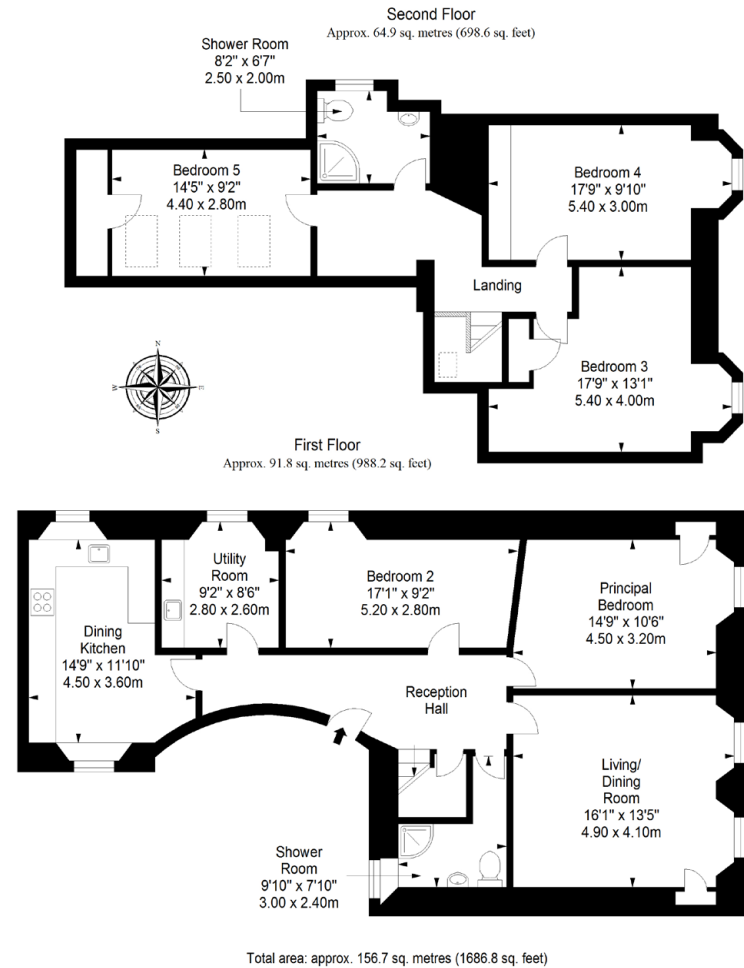 Second Floor
Approx. 64.9 sq. metres (698.6 sq. feet)
Shower Room
8'2" x 6'7"
2.50 x 2.00m
Bedroom 5
14'5" x 9'2"
4.40 x 2.80m
Bedroom 4
17'9" x 9'10"
5.40 x 3.00m
Landing
Bedroom 3
17'9" x 13'1"
5.40 x 4.00m
N
W
E
S
First Floor
Approx. 91.8 sq. metres (988.2 sq. feet)
Utility
Room
9'2" x 8'6"
2.80 x 2.60m
Bedroom 2
17'1" x 9'2"
5.20 x 2.80m
Principal
Bedroom
14'9" x 10'6"
4.50 x 3.20m
Dining
Kitchen
14'9" x 11'10"
4.50 x 3.60m
Reception
Hall
Living/
Dining
Room
16'1" x 13'5"
4.90 x 4.10m
Shower
Room
9'10" x 7'10"
3.00 x 2.40m
Total area: approx. 156.7 sq. metres (1686.8 sq. feet)